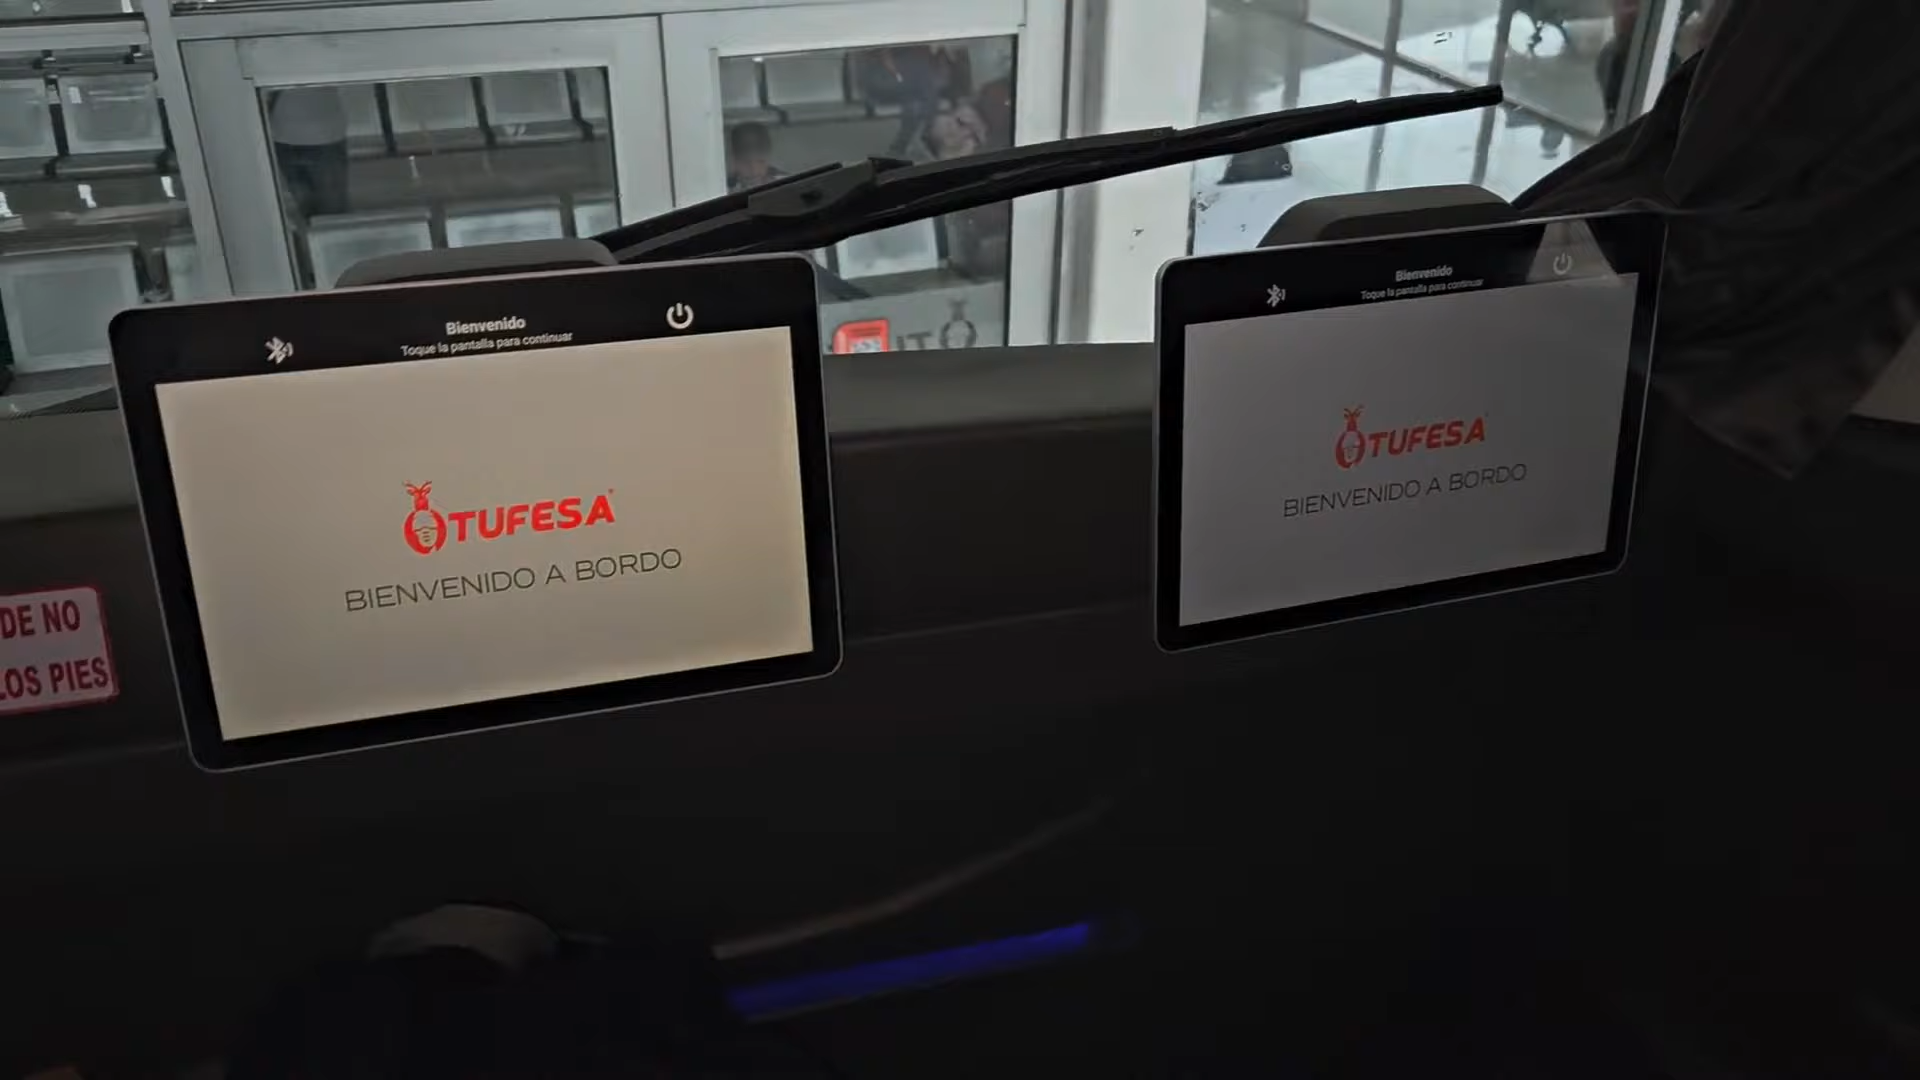 Bienvenido
Toque la pantalla para continuar
TUFESA
BIENVENIDO A BORDO
Bienvenido
Toque la pantalla para continuar
TUFESA
BIENVENIDO A BORDO
DE NO
LOS PIES